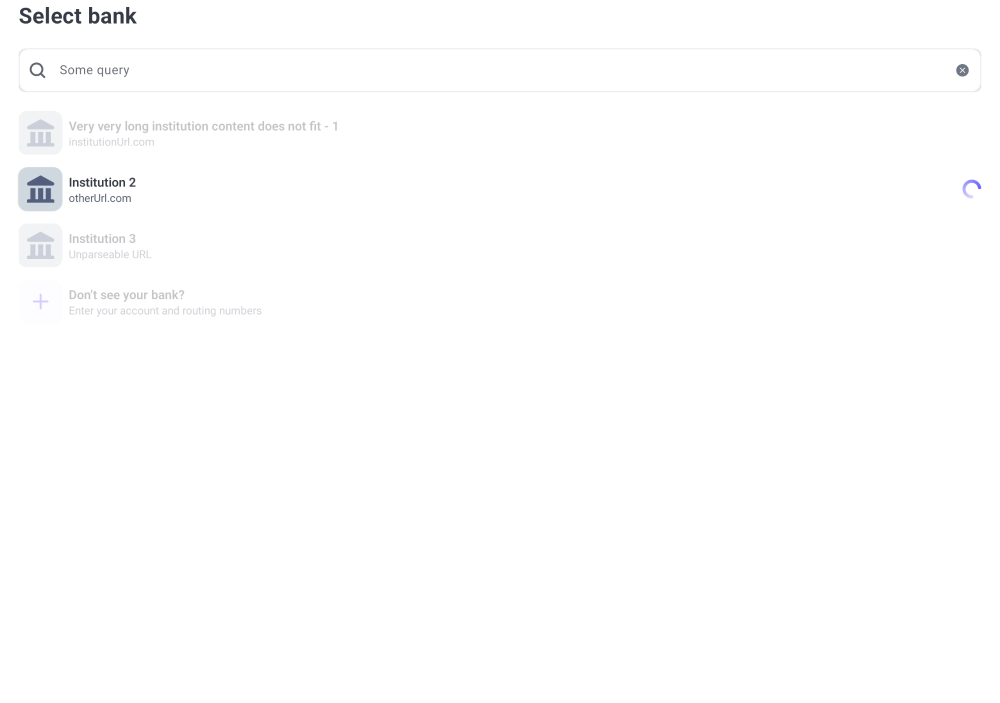 Select bank
Some query
Very very long institution content does not fit - 1
institutionUrl.com
Institution 2
otherUrl.com
Institution 3
Unparseable URL
Don't see your bank?
Enter your account and routing numbers